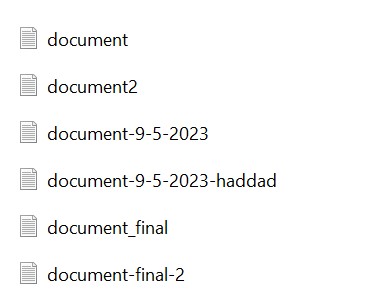 document
document2
document-9-5-2023
document-9-5-2023-haddad
document_final
document-final-2